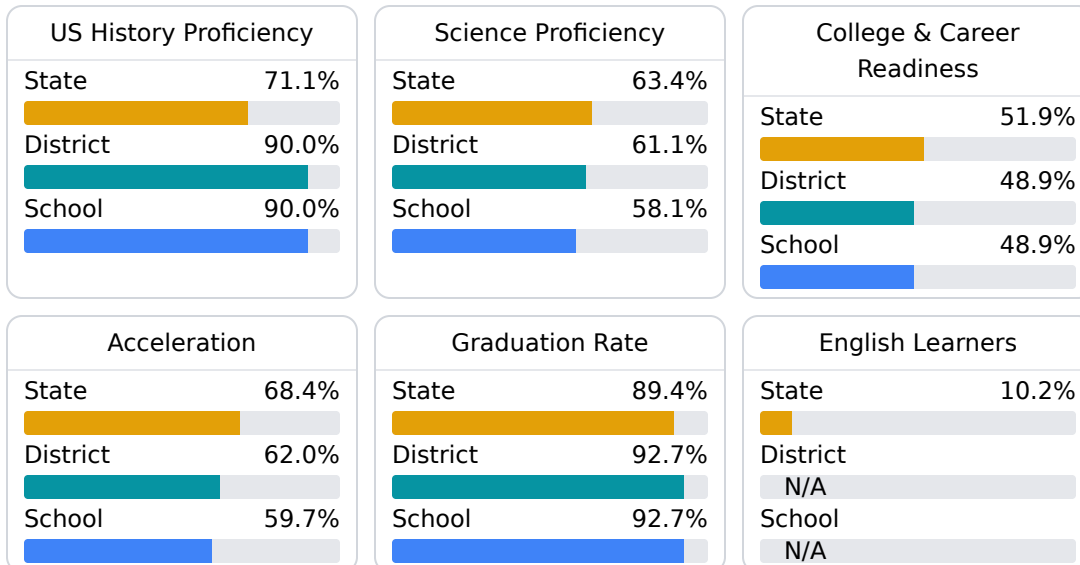 US History Proficiency
State 71.1%
District 90.0%
School 90.0%
Science Proficiency
State 63.4%
District 61.1%
School 58.1%
College & Career
Readiness
State 51.9%
District 48.9%
School 48.9%
Acceleration
State 68.4%
District 62.0%
School 59.7%
Graduation Rate
State 89.4%
District 92.7%
School 92.7%
English Learners
State 10.2%
District
N/A
School
N/A